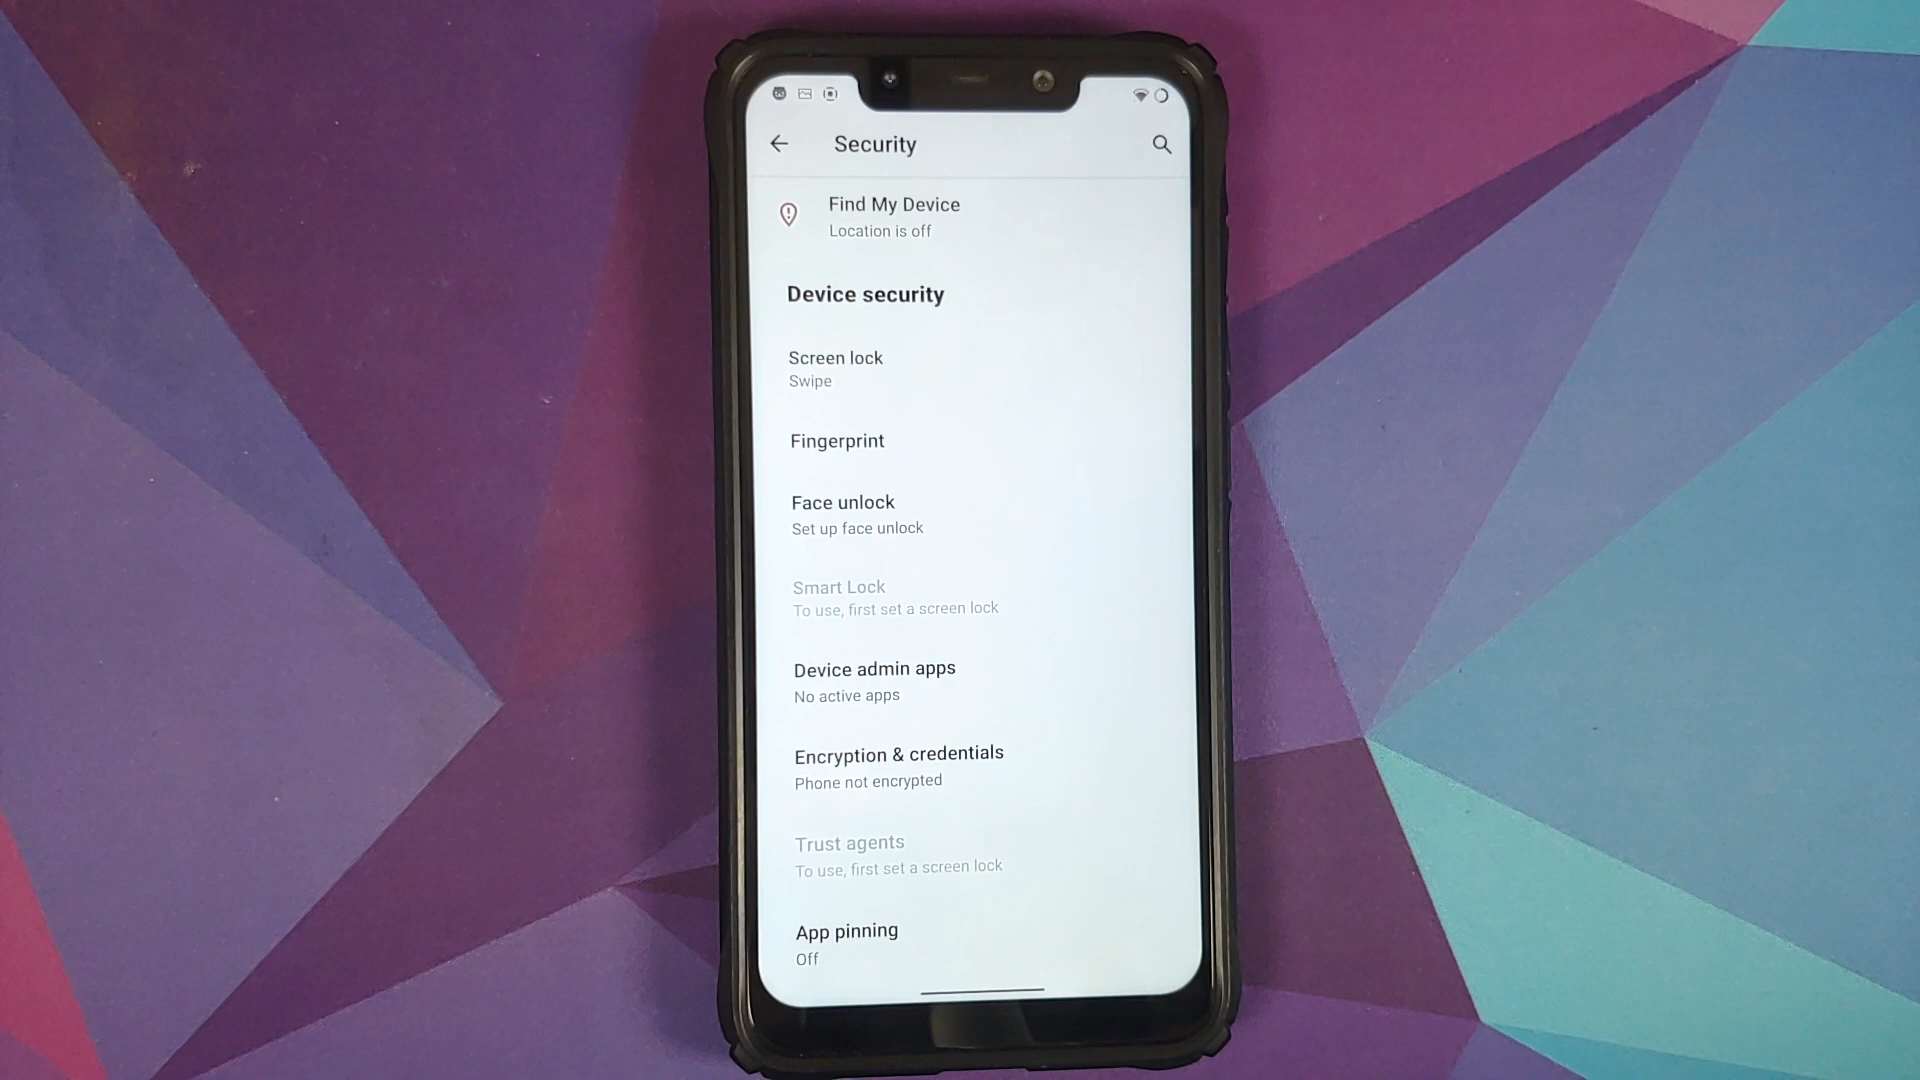 Security
Find My Device
Location is off
Device security
Screen lock
Swipe
Fingerprint
Face unlock
Set up face unlock
Smart Lock
To use, first set a screen lock
Device admin apps
No active apps
Encryption & credentials
Phone not encrypted
Trust agents
To use, first set a screen lock
App pinning
Off